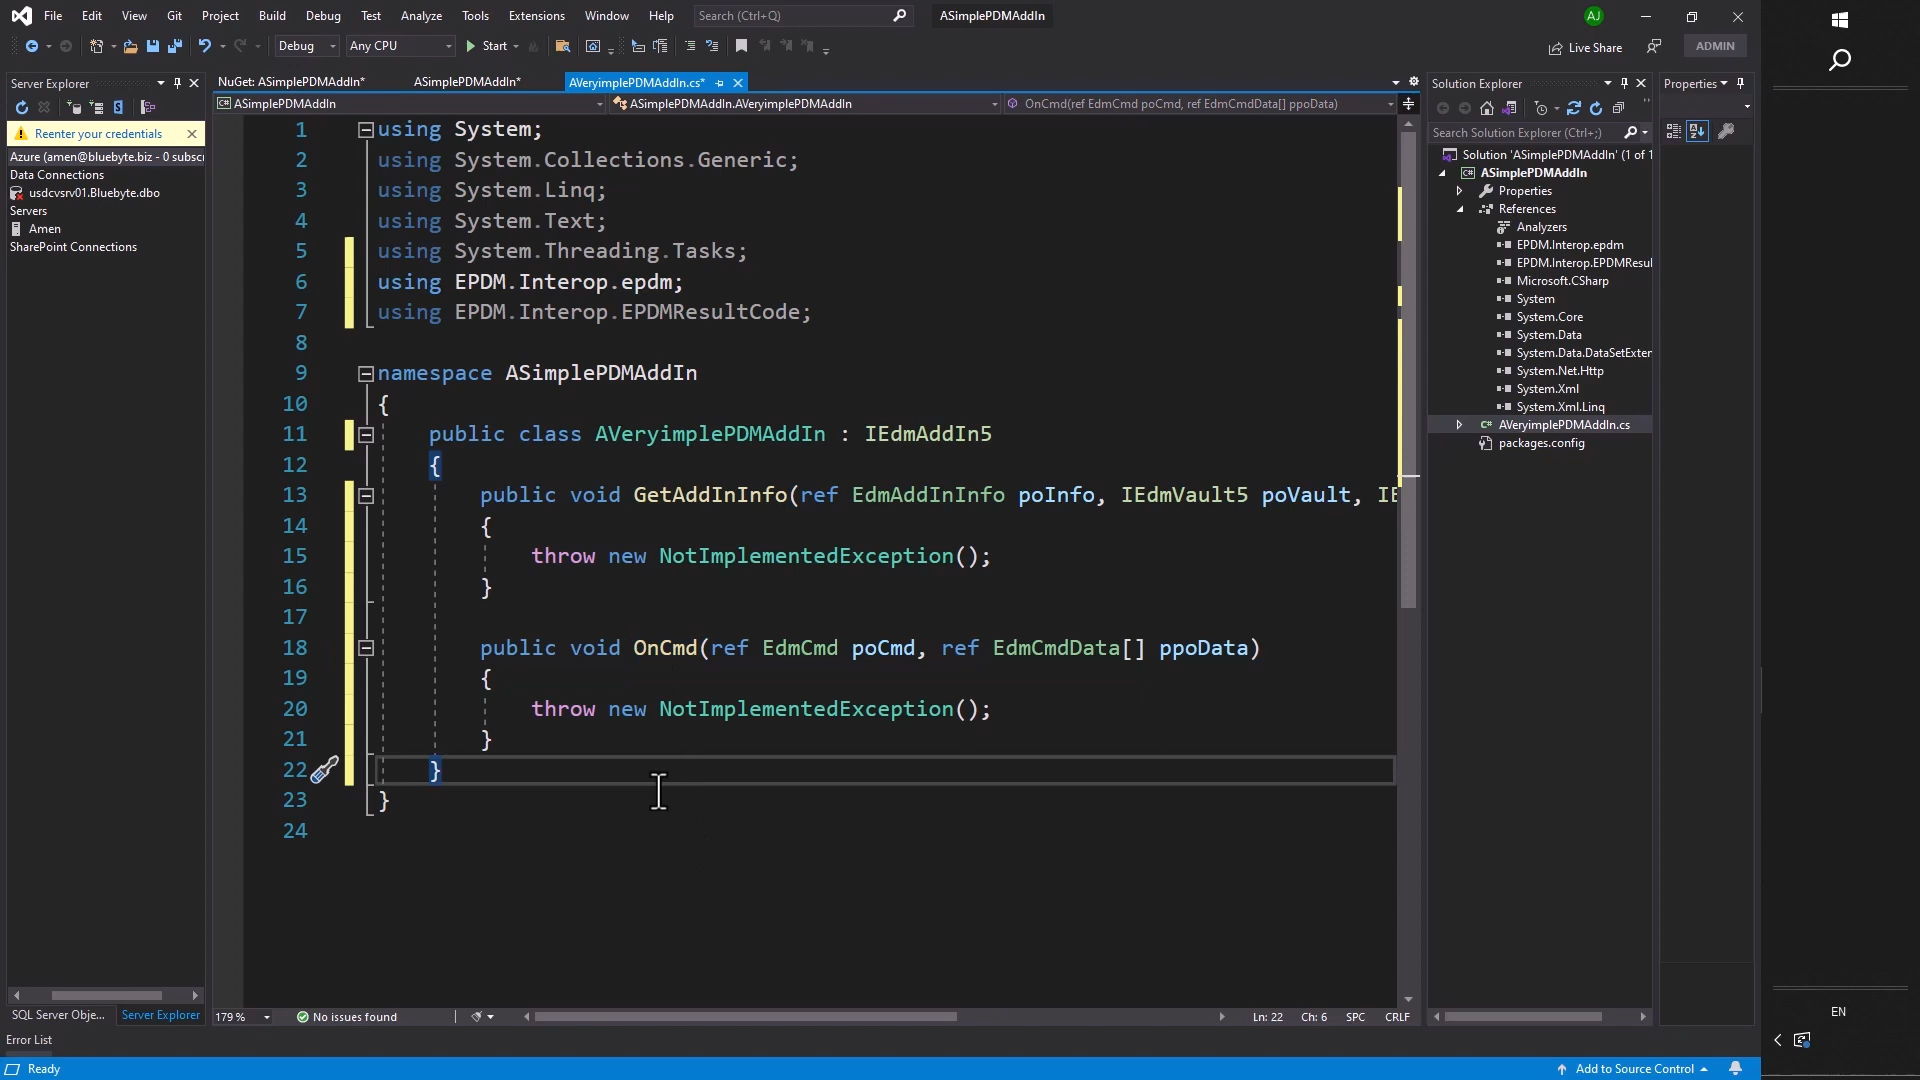 File Edit View Git Project Build Debug Test Analyze Tools Extensions Window Help Search (Ctrl+Q) ASimplePDMAddIn AJ
Debug Any CPU Start Live Share ADMIN
Server Explorer
Reenter your credentials
Azure (amen@bluebyte.biz - 0 subscr
Data Connections
usdcvsrv01.Bluebyte.dbo
Servers
Amen
SharePoint Connections
NuGet: ASimplePDMAddIn* ASimplePDMAddIn* AVeryimplePDMAddIn.cs*
ASimplePDMAddIn ASimplePDMAddIn.AVeryimplePDMAddIn OnCmd(ref EdmCmd poCmd, ref EdmCmdData[] ppoData)
1 using System;
2 using System.Collections.Generic;
3 using System.Linq;
4 using System.Text;
5 using System.Threading.Tasks;
6 using EPDM.Interop.epdm;
7 using EPDM.Interop.EPDMResultCode;
8
9 namespace ASimplePDMAddIn
10 {
11 public class AVeryimplePDMAddIn : IEdmAddIn5
12 {
13 public void GetAddInInfo(ref EdmAddInInfo poInfo, IEdmVault5 poVault, IE
14 {
15 throw new NotImplementedException();
16 }
17
18 public void OnCmd(ref EdmCmd poCmd, ref EdmCmdData[] ppoData)
19 {
20 throw new NotImplementedException();
21 }
22 }
23 }
24
Solution Explorer
Search Solution Explorer (Ctrl+;)
Solution 'ASimplePDMAddIn' (1 of 1
C# ASimplePDMAddIn
Properties
References
Analyzers
EPDM.Interop.epdm
EPDM.Interop.EPDMResul
Microsoft.CSharp
System
System.Core
System.Data
System.Data.DataSetExten
System.Net.Http
System.Xml
System.Xml.Linq
C# AVeryimplePDMAddIn.cs
packages.config
Properties
SQL Server Obje... Server Explorer
179 % No issues found Ln: 22 Ch: 6 SPC CRLF
Error List
Ready Add to Source Control
EN